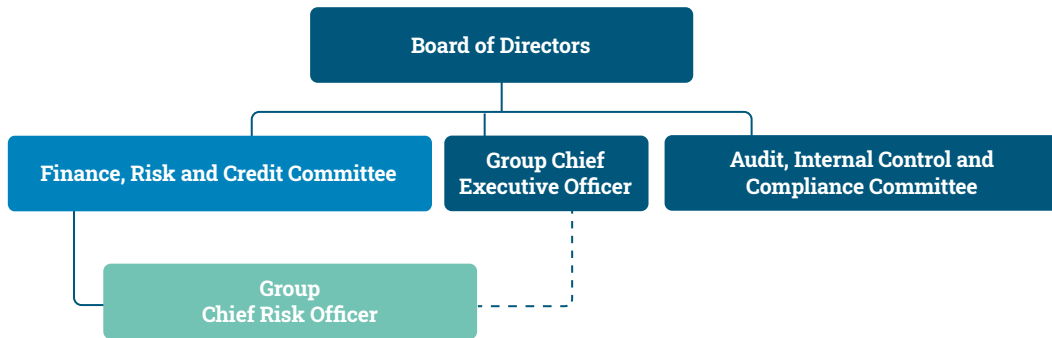 Board of Directors
Finance, Risk and Credit Committee
Group Chief
Executive Officer
Audit, Internal Control and
Compliance Committee
Group
Chief Risk Officer